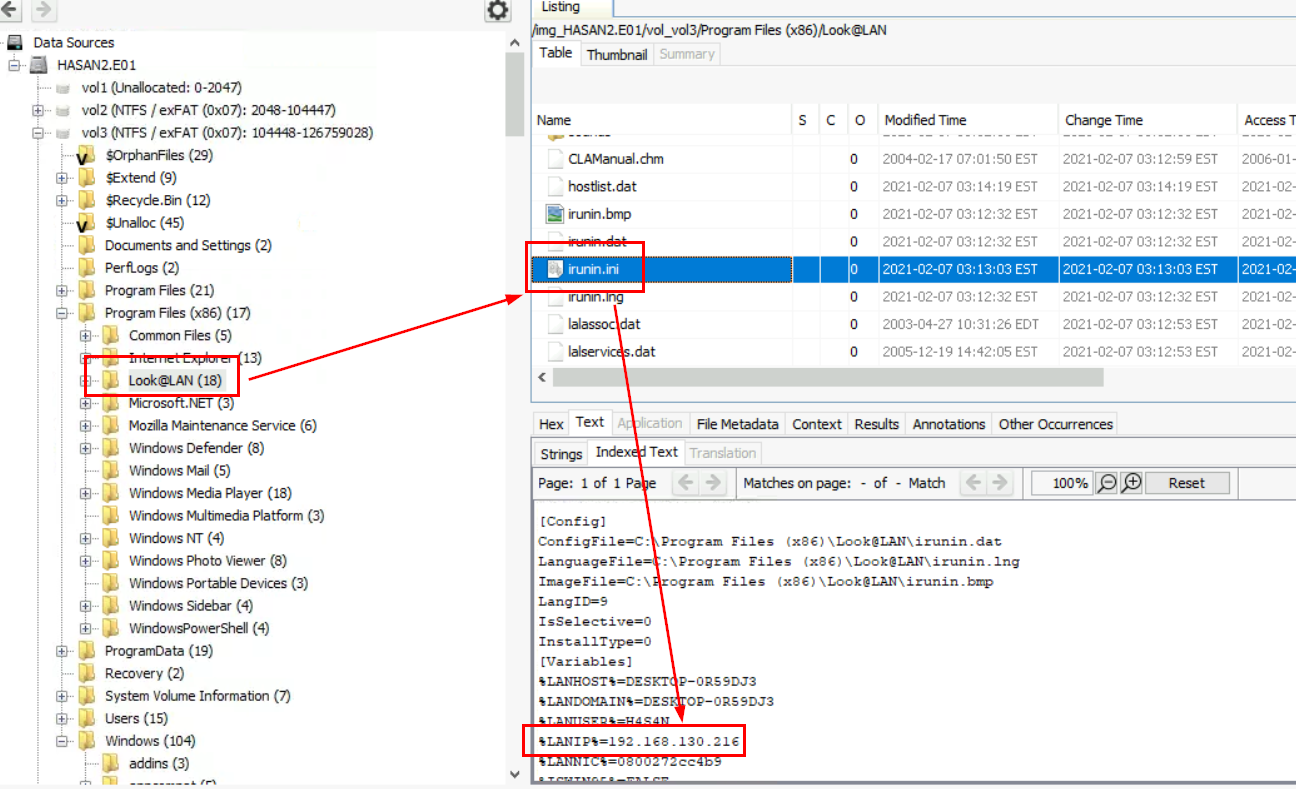 Data Sources
HASAN2.E01
vol1 (Unallocated: 0-2047)
vol2 (NTFS / exFAT (0x07): 2048-104447)
vol3 (NTFS / exFAT (0x07): 104448-126759028)
$OrphanFiles (29)
$Extend (9)
$Recycle.Bin (12)
$Unalloc (45)
Documents and Settings (2)
PerfLogs (2)
Program Files (21)
Program Files (x86) (17)
Common Files (5)
Internet Explorer (13)
Look@LAN (18)
Microsoft.NET (3)
Mozilla Maintenance Service (6)
Windows Defender (8)
Windows Mail (5)
Windows Media Player (18)
Windows Multimedia Platform (3)
Windows NT (4)
Windows Photo Viewer (8)
Windows Portable Devices (3)
Windows Sidebar (4)
WindowsPowerShell (4)
ProgramData (19)
Recovery (2)
System Volume Information (7)
Users (15)
Windows (104)
addins (3)
Listing
/img_HASAN2.E01/vol_vol3/Program Files (x86)/Look@LAN
Table Thumbnail Summary
Name S C O Modified Time Change Time Access T
CLAManual.chm 0 2004-02-17 07:01:50 EST 2021-02-07 03:12:59 EST 2006-01-
hostlist.dat 0 2021-02-07 03:14:19 EST 2021-02-07 03:14:19 EST 2021-02-
irunin.bmp 0 2021-02-07 03:12:32 EST 2021-02-07 03:12:32 EST 2021-02-
irunin.dat 0 2021-02-07 03:12:32 EST 2021-02-07 03:12:32 EST 2021-02-
irunin.ini 0 2021-02-07 03:13:03 EST 2021-02-07 03:13:03 EST 2021-02-
irunin.lng 0 2021-02-07 03:12:32 EST 2021-02-07 03:12:32 EST 2021-02-
lalassoc.dat 0 2003-04-27 10:31:26 EDT 2021-02-07 03:12:53 EST 2021-02-
lalservices.dat 0 2005-12-19 14:42:05 EST 2021-02-07 03:12:53 EST 2021-02-
Hex Text Application File Metadata Context Results Annotations Other Occurrences
Strings Indexed Text Translation
Page: 1 of 1 Page Matches on page: - of - Match 100% Reset
[Config]
ConfigFile=C:\Program Files (x86)\Look@LAN\irunin.dat
LanguageFile=C:\Program Files (x86)\Look@LAN\irunin.lng
ImageFile=C:\Program Files (x86)\Look@LAN\irunin.bmp
LangID=9
IsSelective=0
InstallType=0
[Variables]
%LANHOST%=DESKTOP-0R59DJ3
%LANDOMAIN%=DESKTOP-0R59DJ3
%LANUSER%=H4S4N
%LANIP%=192.168.130.216
%LANNIC%=0800272cc4b9
%ISWIN95%=FALSE